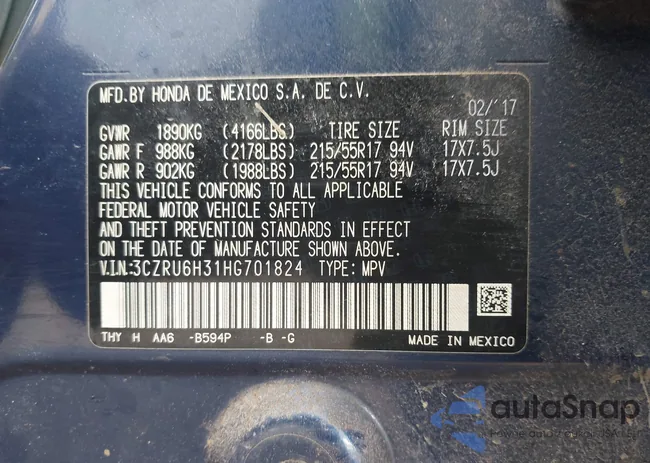 MFD.BY HONDA DE MEXICO S.A. DE C.V.
02/'17
GVWR 1890KG (4166LBS) TIRE SIZE RIM SIZE
GAWR F 988KG (2178LBS) 215/55R17 94V 17X7.5J
GAWR R 902KG (1988LBS) 215/55R17 94V 17X7.5J
THIS VEHICLE CONFORMS TO ALL APPLICABLE
FEDERAL MOTOR VEHICLE SAFETY
AND THEFT PREVENTION STANDARDS IN EFFECT
ON THE DATE OF MANUFACTURE SHOWN ABOVE.
V.I.N:3CZRU6H31HG701824 TYPE: MPV
THY H AA6 -B594P -B -G MADE IN MEXICO
autoSnap
Powered by AutoAstat